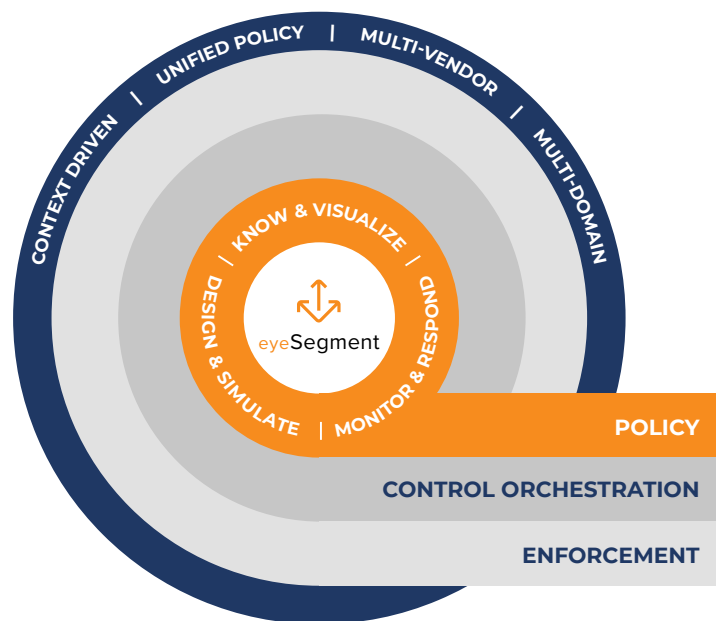 CONTEXT DRIVEN | UNIFIED POLICY | MULTI-VENDOR | MULTI-DOMAIN
DESIGN & SIMULATE | KNOW & VISUALIZE | MONITOR & RESPOND |
eyeSegment
POLICY
CONTROL ORCHESTRATION
ENFORCEMENT